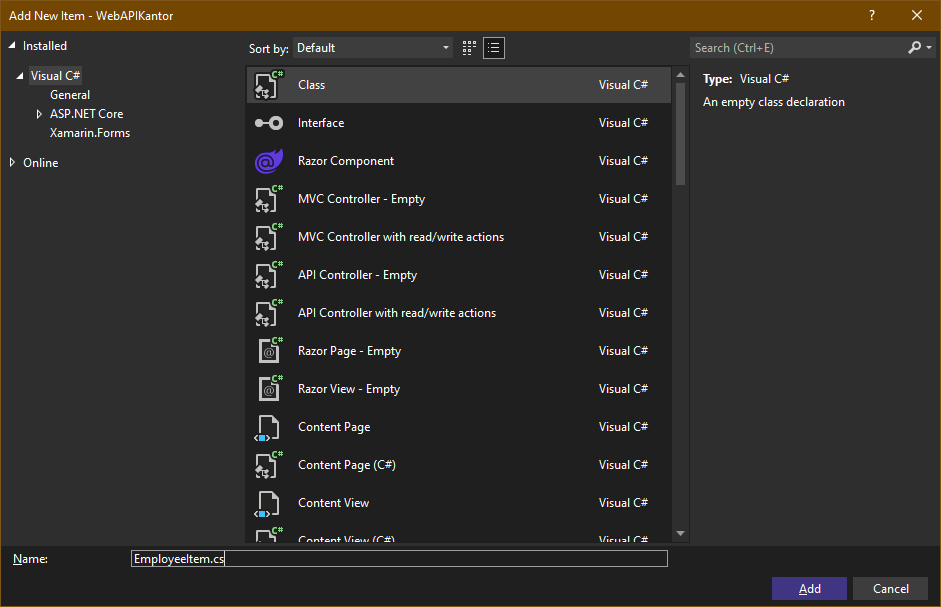 Add New Item - WebAPIKantor
?
Installed
Visual C#
General
ASP.NET Core
Xamarin.Forms
Online
Sort by: Default
Search (Ctrl+E)
Class Visual C#
Interface Visual C#
Razor Component Visual C#
MVC Controller - Empty Visual C#
MVC Controller with read/write actions Visual C#
API Controller - Empty Visual C#
API Controller with read/write actions Visual C#
Razor Page - Empty Visual C#
Razor View - Empty Visual C#
Content Page Visual C#
Content Page (C#) Visual C#
Content View Visual C#
Content View (C#) Visual C#
Type: Visual C#
An empty class declaration
Name: EmployeeItem.cs
Add Cancel